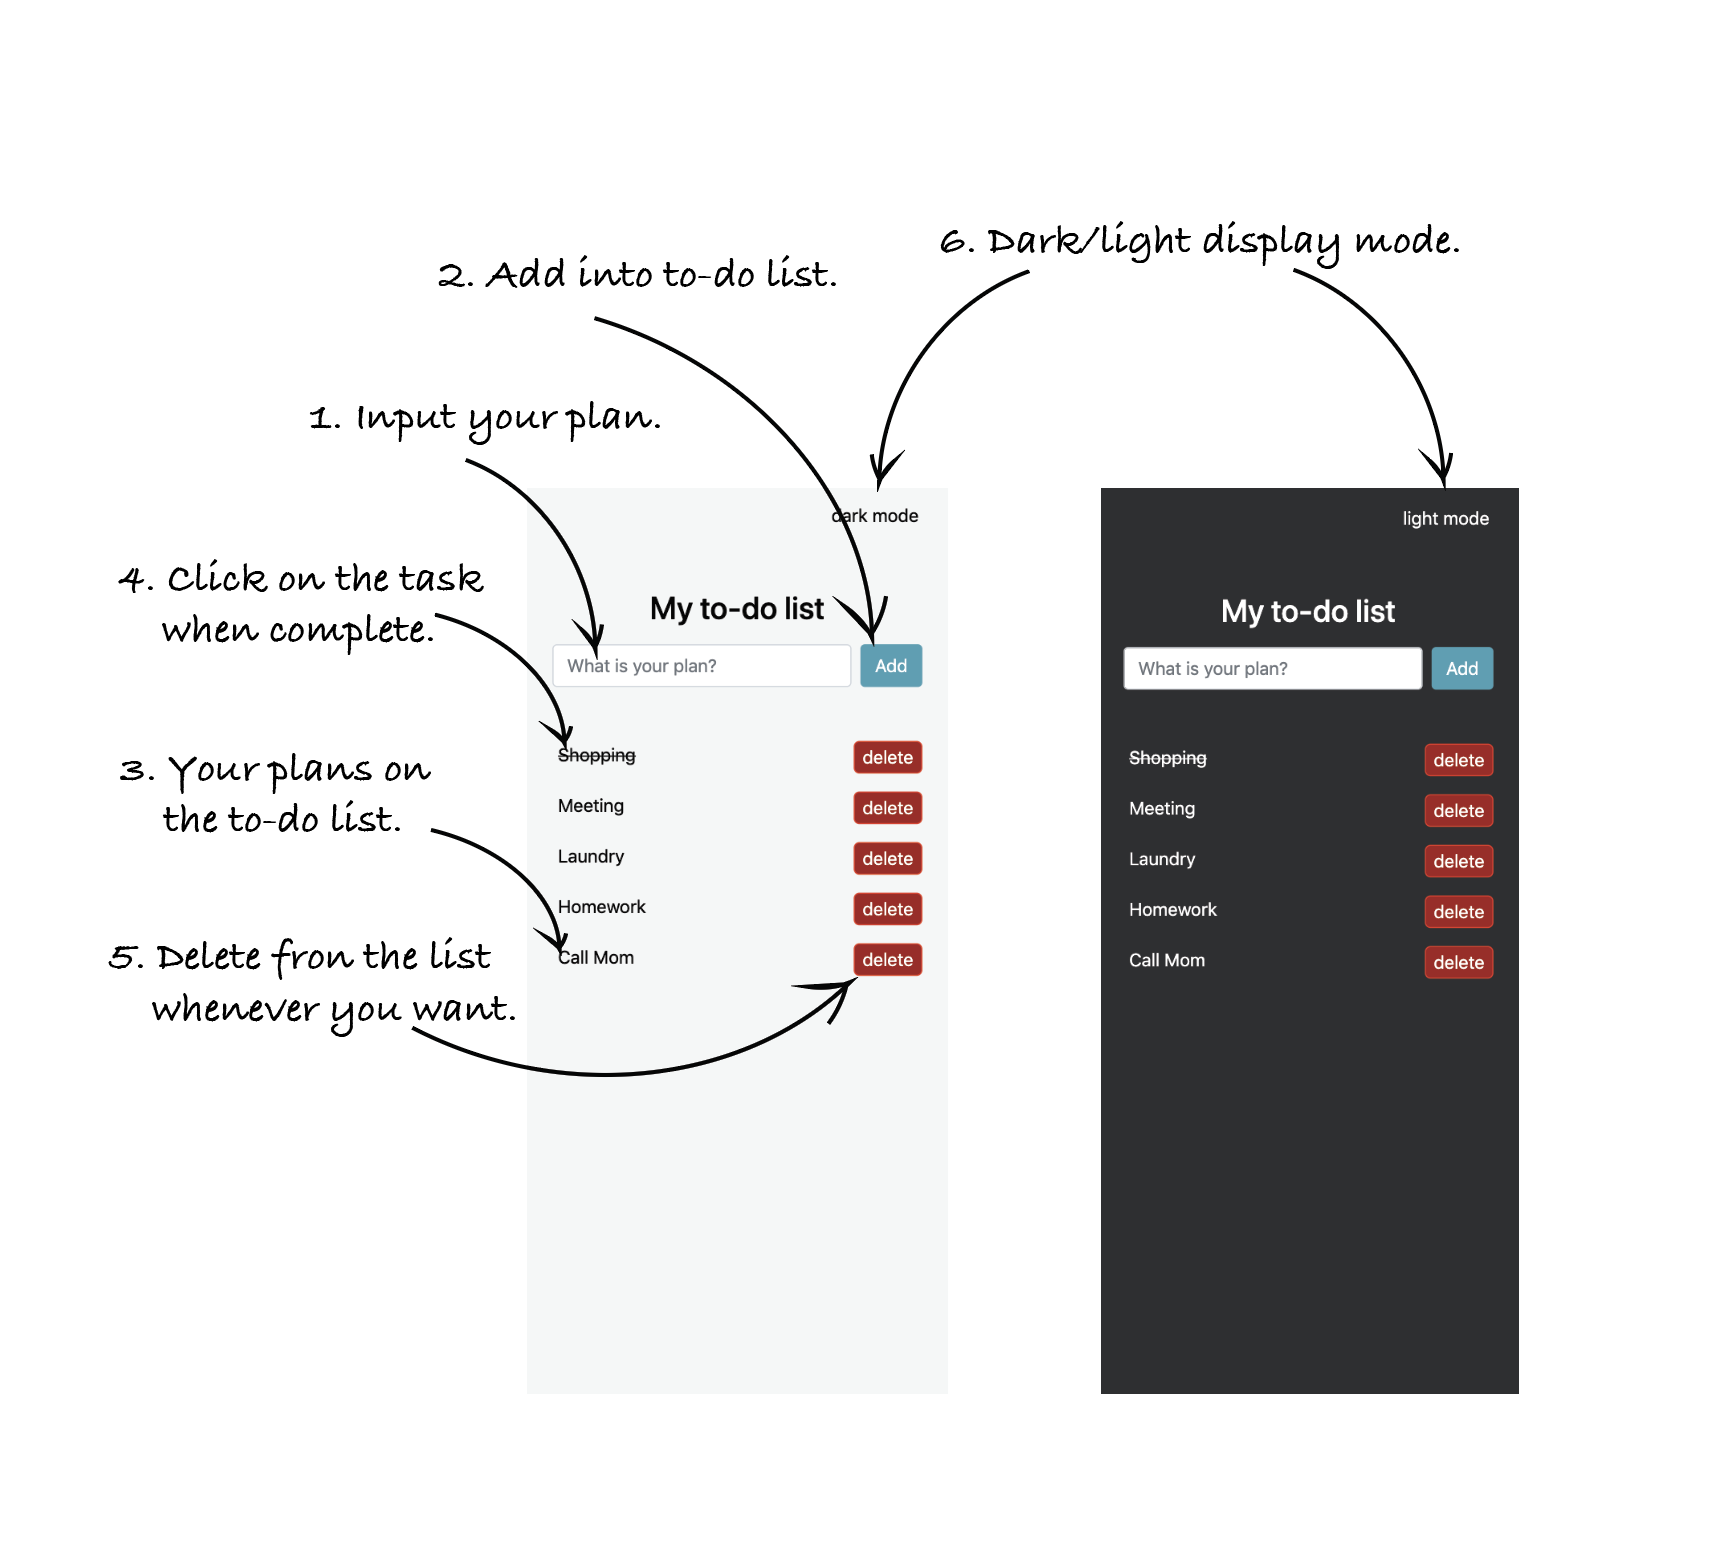 6. Dark/light display mode.
2. Add into to-do list.
1. Input your plan.
4. Click on the task
when complete.
3. Your plans on
the to-do list.
5. Delete fron the list
whenever you want.
dark mode
My to-do list
What is your plan?
Add
Shopping
delete
Meeting
delete
Laundry
delete
Homework
delete
Call Mom
delete
light mode
My to-do list
What is your plan?
Add
Shopping
delete
Meeting
delete
Laundry
delete
Homework
delete
Call Mom
delete